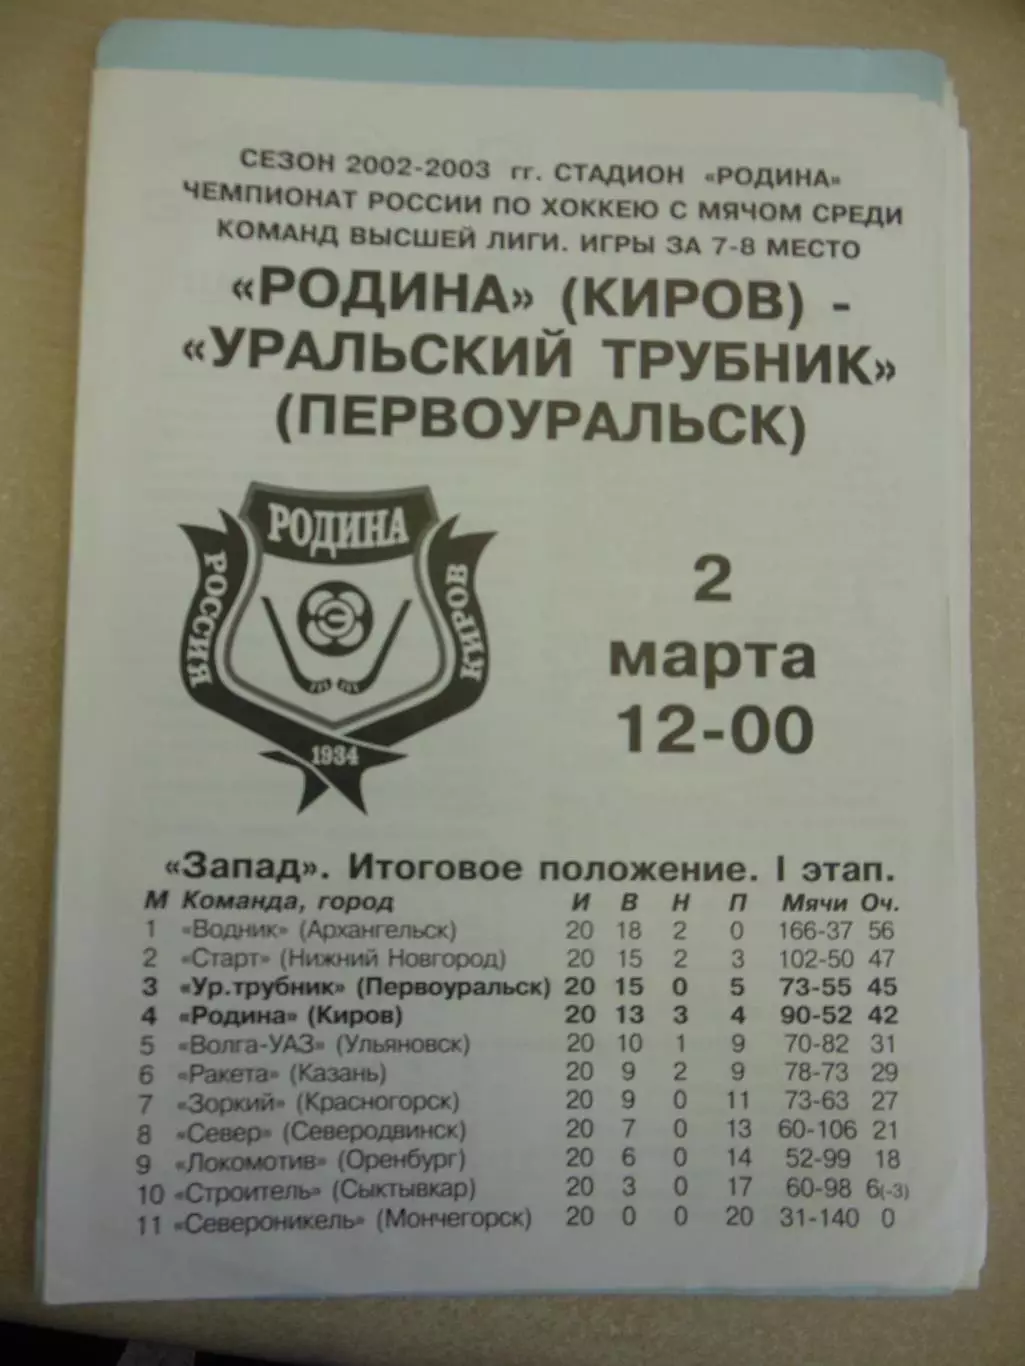 СЕЗОН 2002-2003 гг. СТАДИОН «РОДИНА»
ЧЕМПИОНАТ РОССИИ ПО ХОККЕЮ С МЯЧОМ СРЕДИ
КОМАНД ВЫСШЕЙ ЛИГИ. ИГРЫ ЗА 7-8 МЕСТО
«РОДИНА» (КИРОВ) -
«УРАЛЬСКИЙ ТРУБНИК»
(ПЕРВОУРАЛЬСК)
РОДИНА
РОССИЯ
КИРОВ
1934
2
марта
12-00
«Запад». Итоговое положение. I этап.
М Команда, город И В Н П Мячи Оч.
1 «Водник» (Архангельск) 20 18 2 0 166-37 56
2 «Старт» (Нижний Новгород) 20 15 2 3 102-50 47
3 «Ур.трубник» (Первоуральск) 20 15 0 5 73-55 45
4 «Родина» (Киров) 20 13 3 4 90-52 42
5 «Волга-УАЗ» (Ульяновск) 20 10 1 9 70-82 31
6 «Ракета» (Казань) 20 9 2 9 78-73 29
7 «Зоркий» (Красногорск) 20 9 0 11 73-63 27
8 «Север» (Северодвинск) 20 7 0 13 60-106 21
9 «Локомотив» (Оренбург) 20 6 0 14 52-99 18
10 «Строитель» (Сыктывкар) 20 3 0 17 60-98 6(-3)
11 «Североникель» (Мончегорск) 20 0 0 20 31-140 0